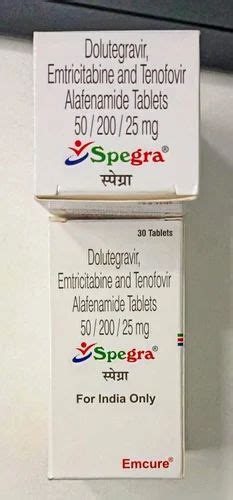 Dolutegravir,
Emtricitabine and Tenofovir
Alafenamide Tablets
50/200/25 mg
Spegra®
स्पेग्रा
30 Tablets
Dolutegravir,
Emtricitabine and Tenofovir
Alafenamide Tablets
50/200/25 mg
Spegra®
स्पेग्रा
For India Only
Emcure®